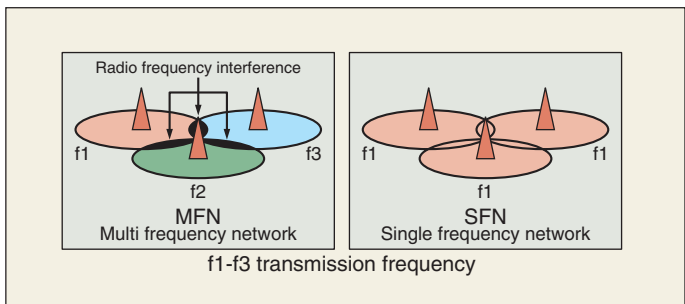 Radio frequency interference
f1
f3
f2
MFN
Multi frequency network
f1
f1
f1
SFN
Single frequency network
f1-f3 transmission frequency